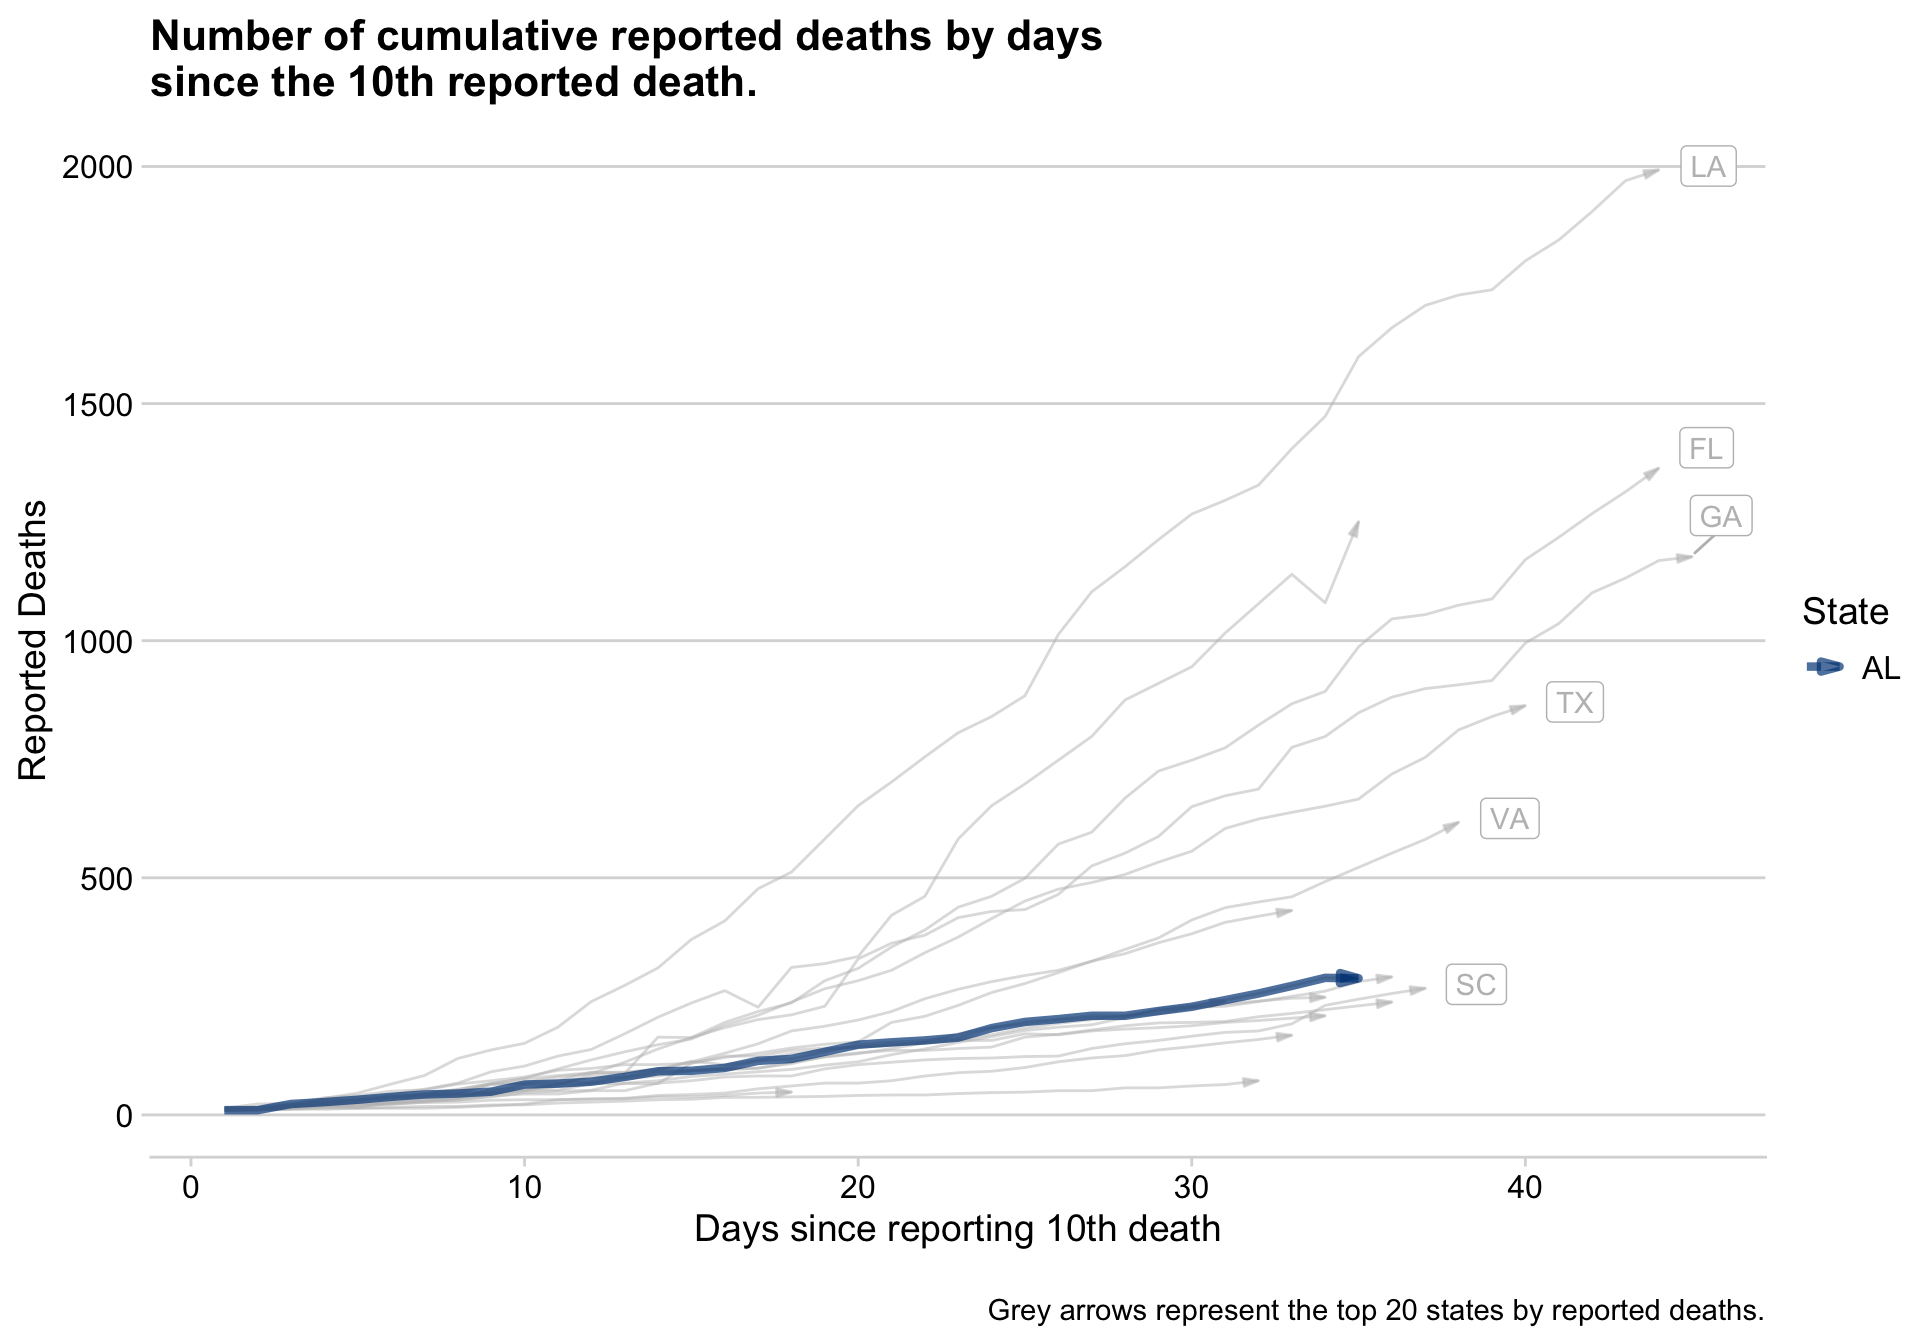 Number of cumulative reported deaths by days
since the 10th reported death.
2000
1500
1000
500
0
Reported Deaths
LA
FL
GA
TX
VA
SC
State
AL
0 10 20 30 40
Days since reporting 10th death
Grey arrows represent the top 20 states by reported deaths.